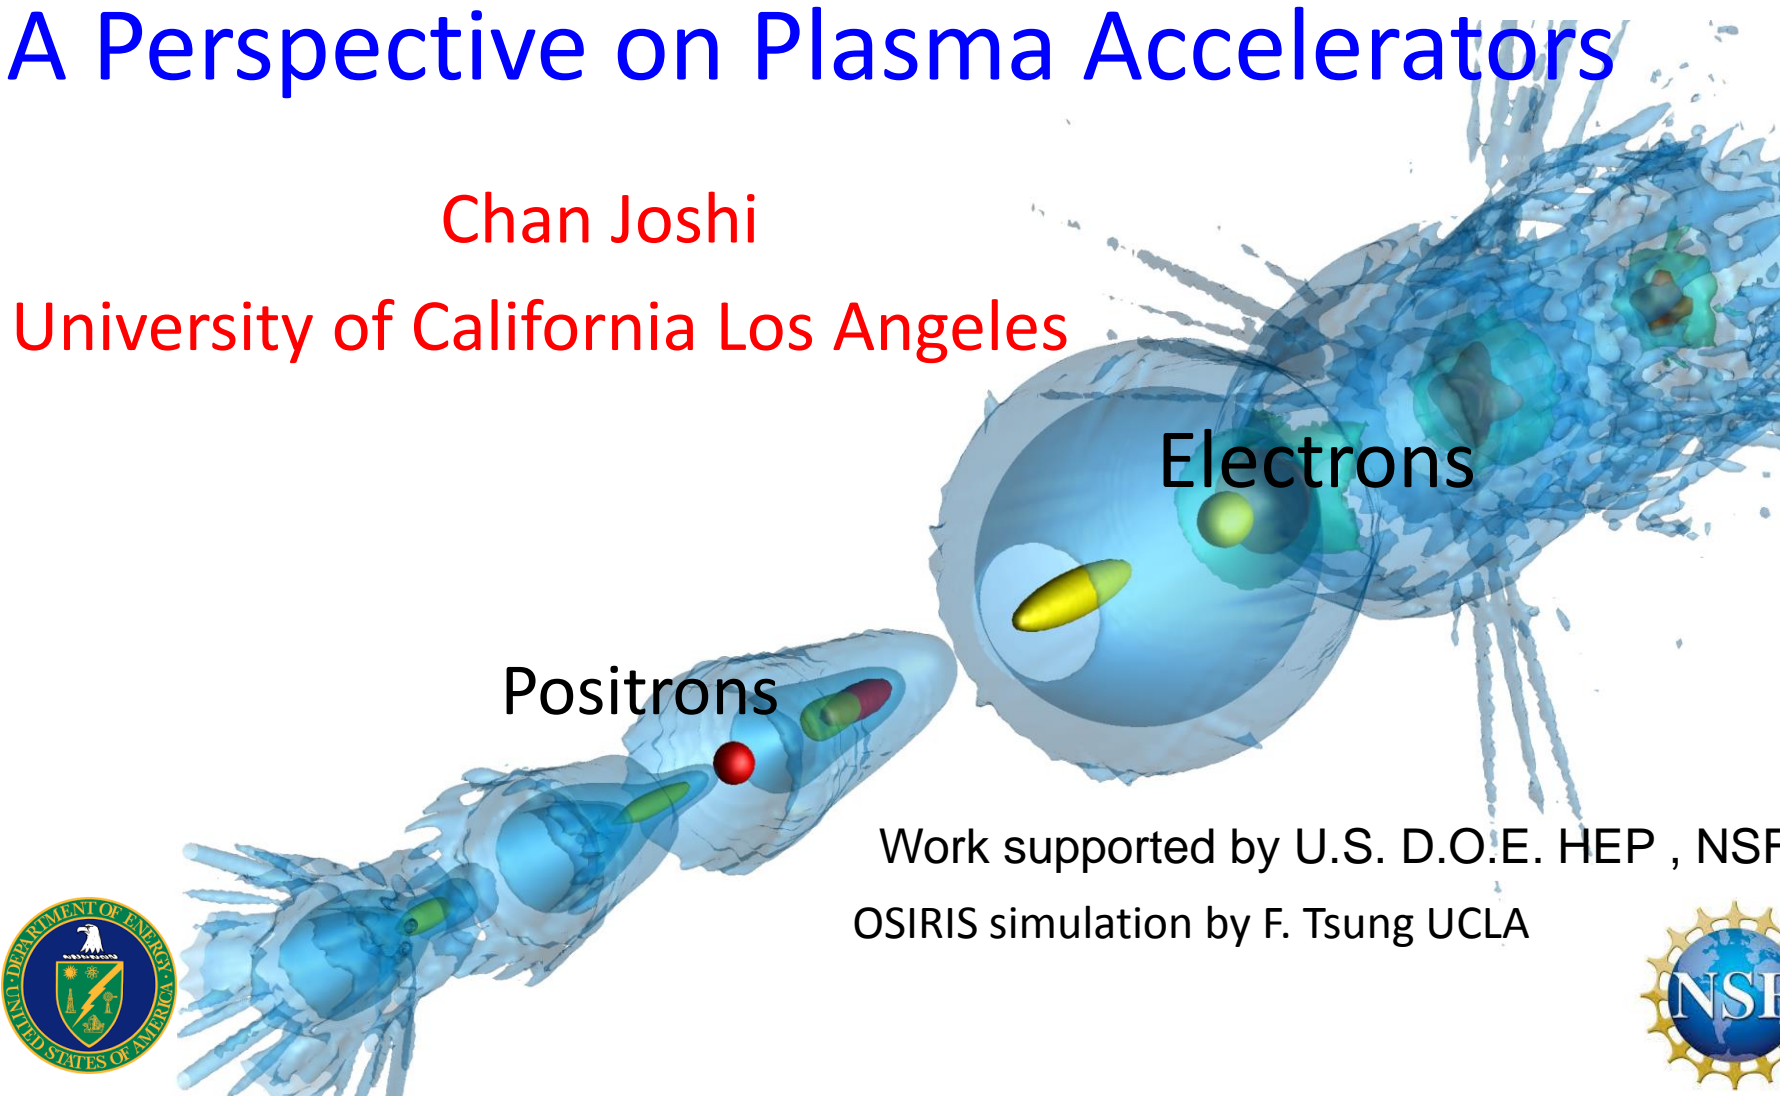 A Perspective on Plasma Accelerators
Chan Joshi
University of California Los Angeles
Electrons
Positrons
Work supported by U.S. D.O.E. HEP , NSF
OSIRIS simulation by F. Tsung UCLA
DEPARTMENT OF ENERGY
UNITED STATES OF AMERICA
NSF